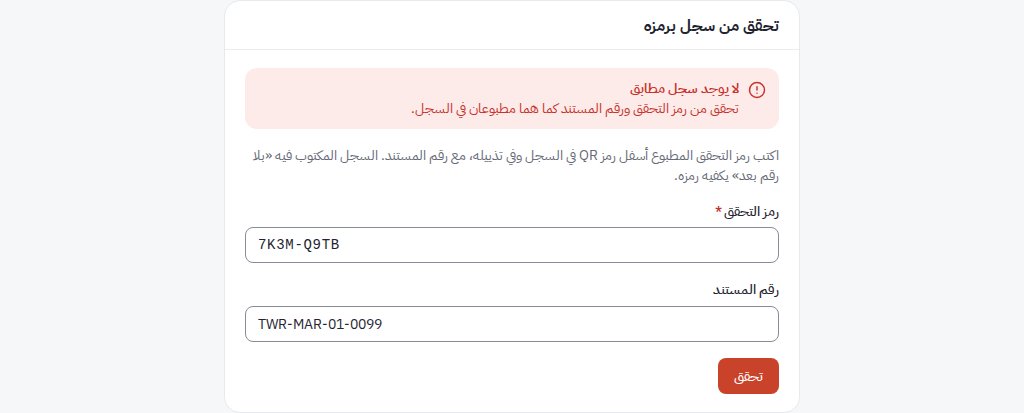 تحقق من سجل برمزه
لا يوجد سجل مطابق
تحقق من رمز التحقق ورقم المستند كما هما مطبوعان في السجل.
اكتب رمز التحقق المطبوع أسفل رمز QR في السجل وفي تذييله، مع رقم المستند. السجل المكتوب فيه «بلا
رقم بعد» يكفيه رمزه.
رمز التحقق *
7K3M-Q9TB
رقم المستند
TWR-MAR-01-0099
تحقق